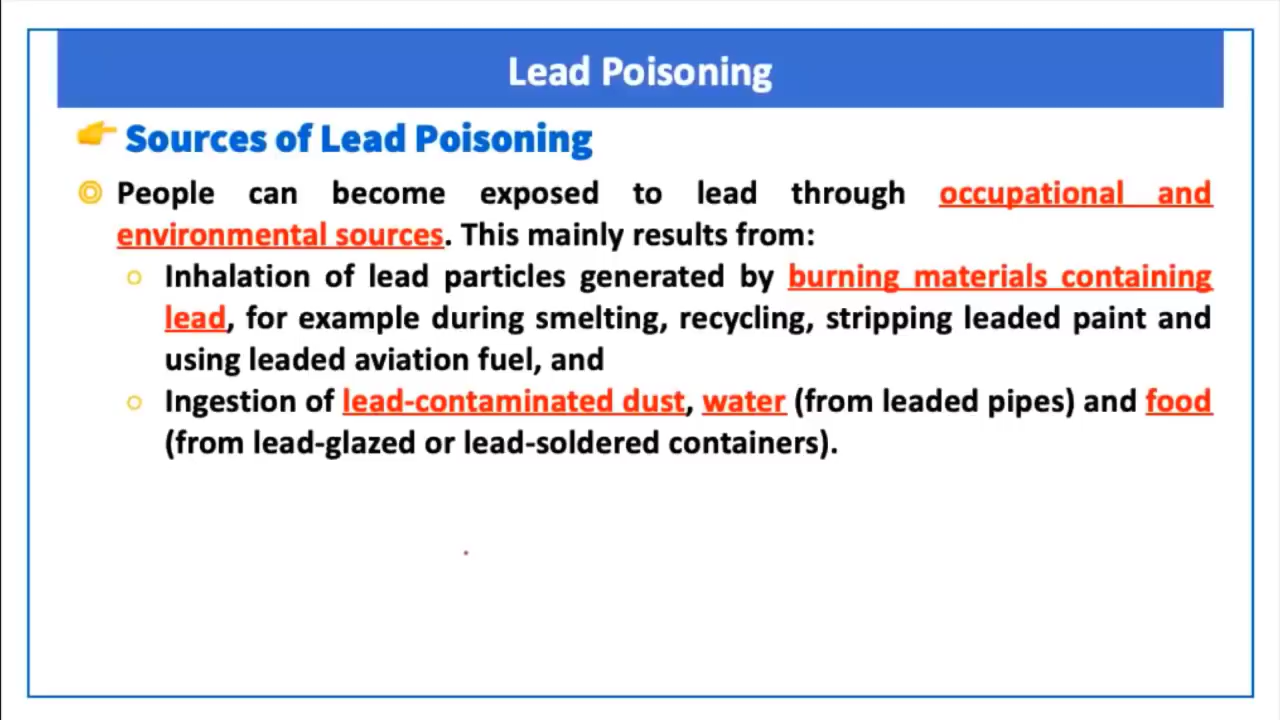 Lead Poisoning
Sources of Lead Poisoning
People can become exposed to lead through occupational and
environmental sources. This mainly results from:
Inhalation of lead particles generated by burning materials containing
lead, for example during smelting, recycling, stripping leaded paint and
using leaded aviation fuel, and
Ingestion of lead-contaminated dust, water (from leaded pipes) and food
(from lead-glazed or lead-soldered containers).